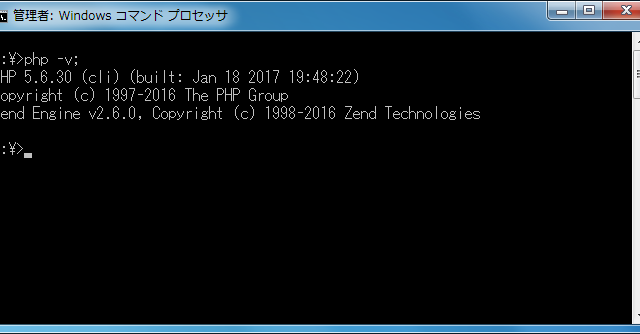 管理者: Windows コマンド プロセッサ
:¥>php -v;
HP 5.6.30 (cli) (built: Jan 18 2017 19:48:22)
opyright (c) 1997-2016 The PHP Group
end Engine v2.6.0, Copyright (c) 1998-2016 Zend Technologies
:¥>